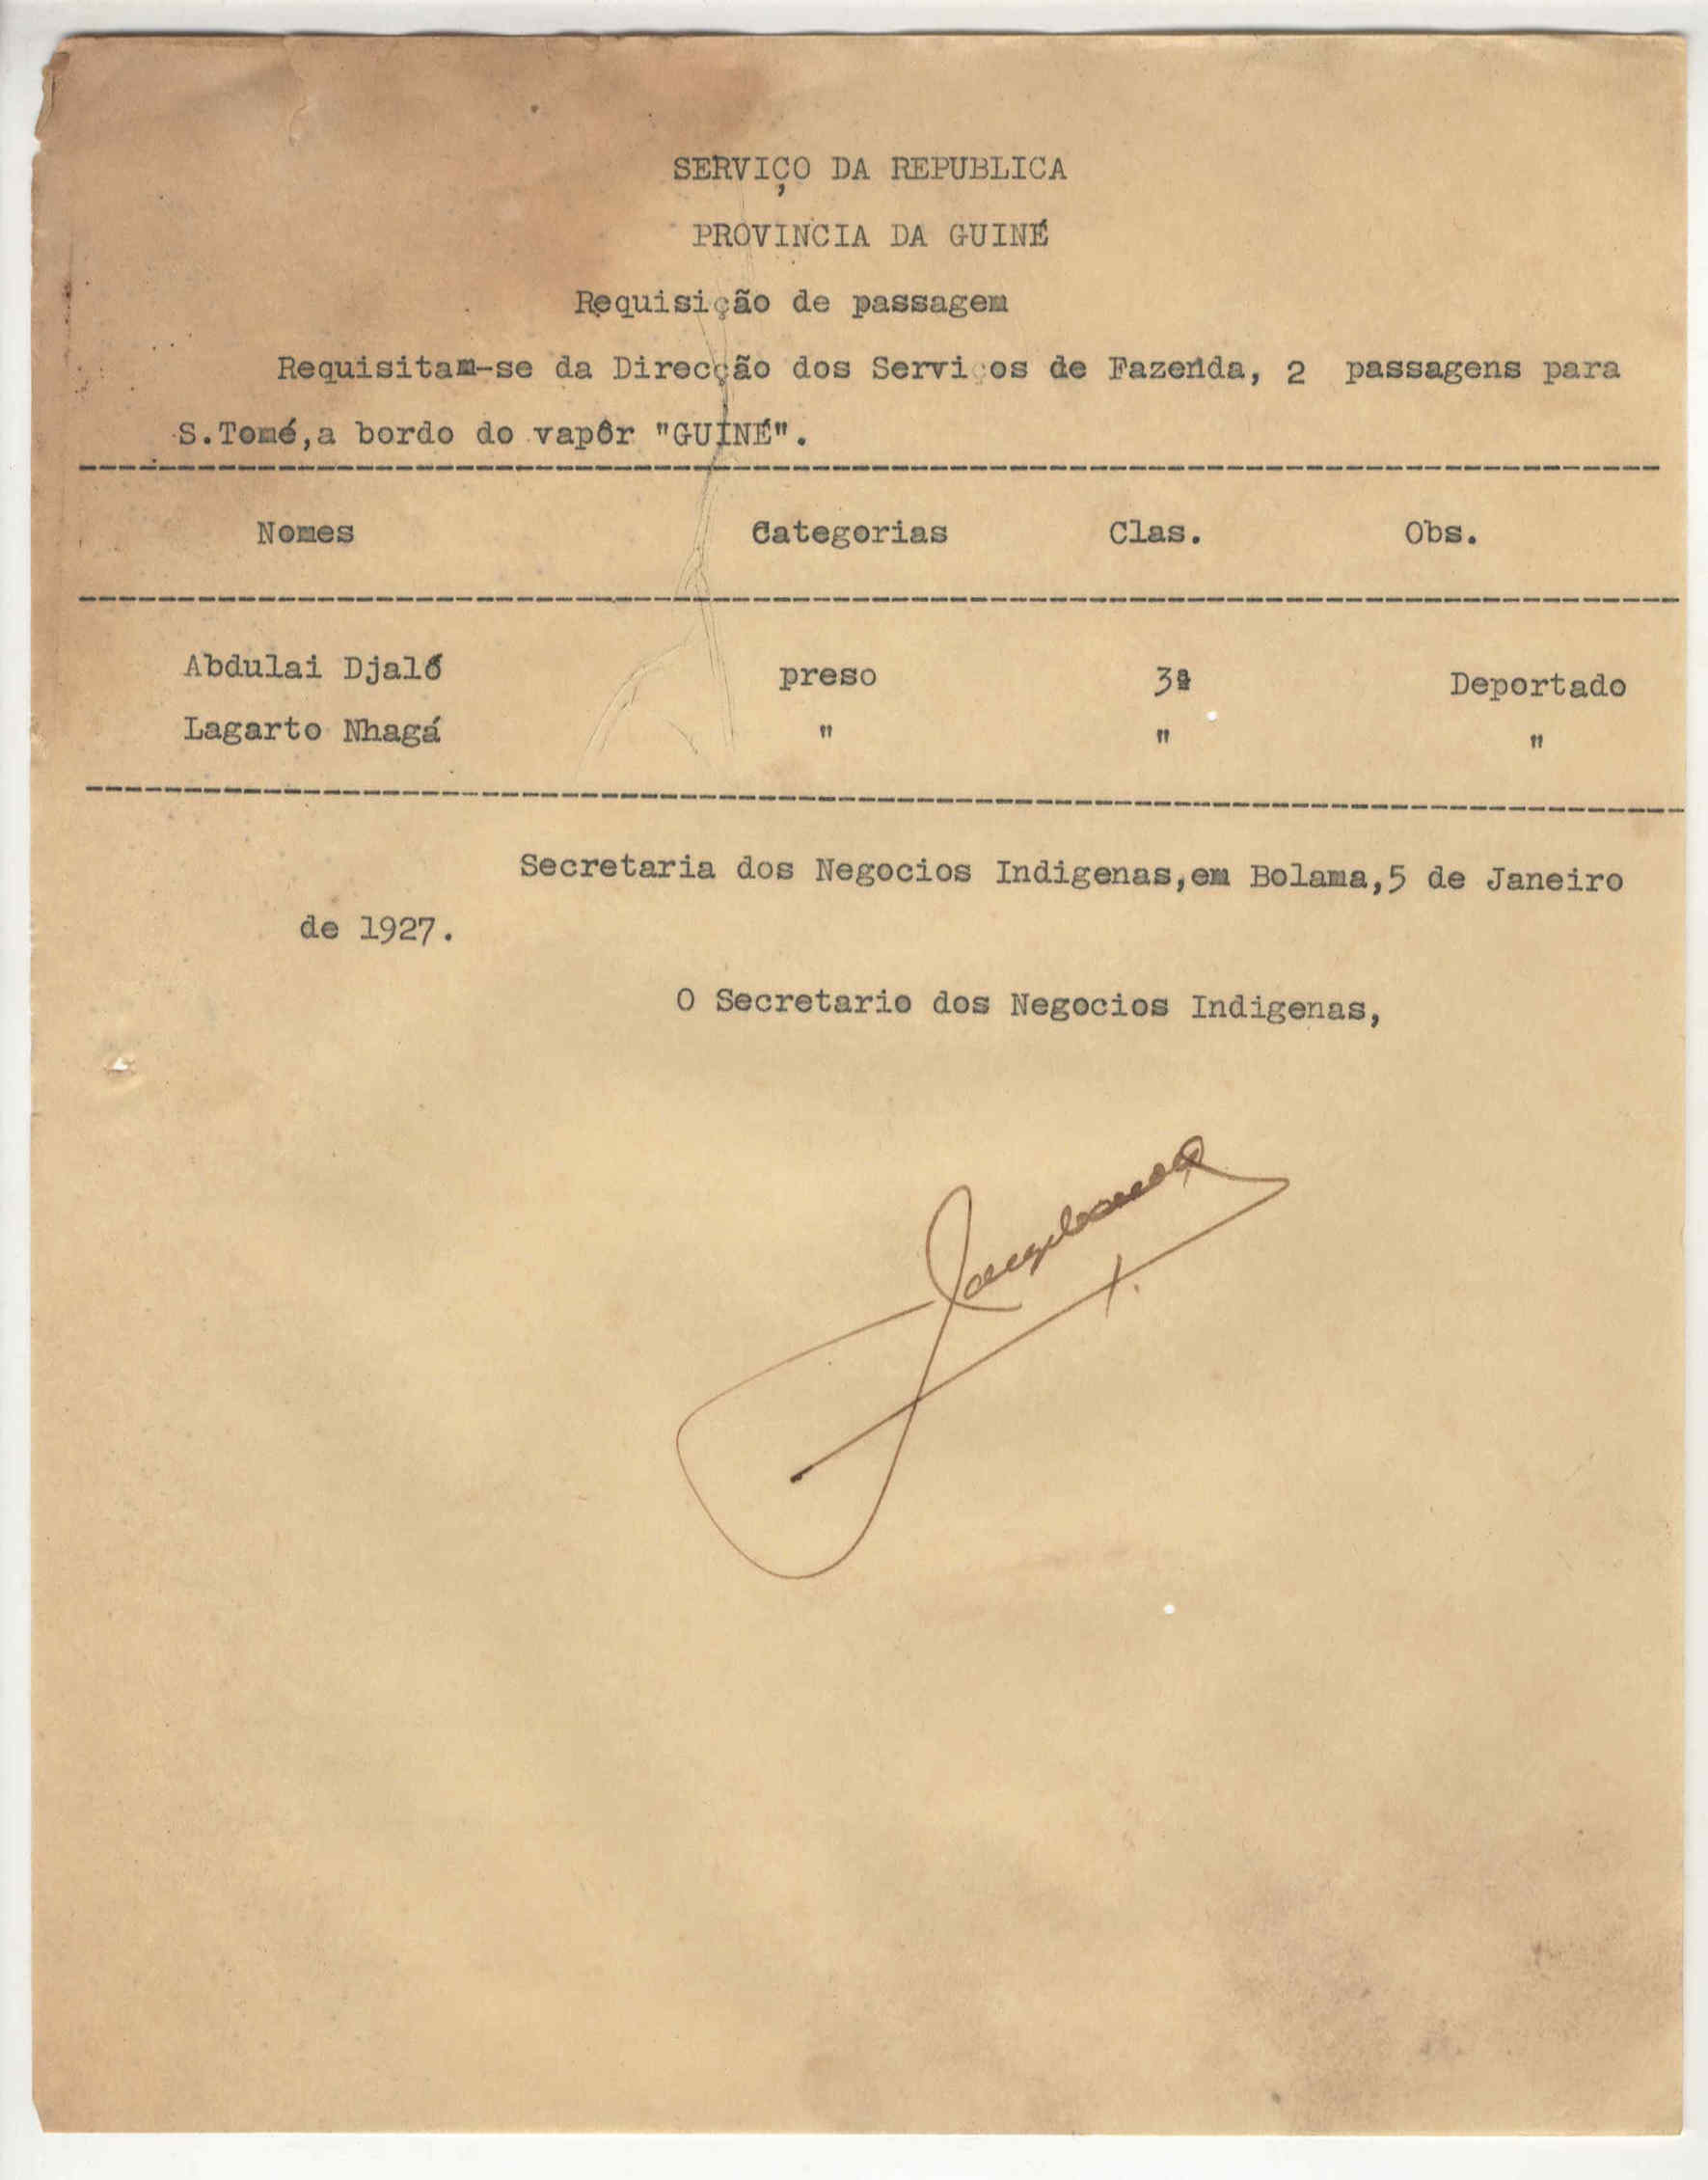 SERVIÇO DA REPUBLICA
PROVINCIA DA GUINÉ
Requisição de passagem
Requisitam-se da Direcção dos Serviços de Fazenda, 2 passagens para
S.Tomé,a bordo do vapôr "GUINÉ".
Nomes Categorias Clas. Obs.
Abdulai Djaló preso 3ª Deportado
Lagarto Nhagá " " "
Secretaria dos Negocios Indigenas,em Bolama,5 de Janeiro
de 1927.
O Secretario dos Negocios Indigenas,